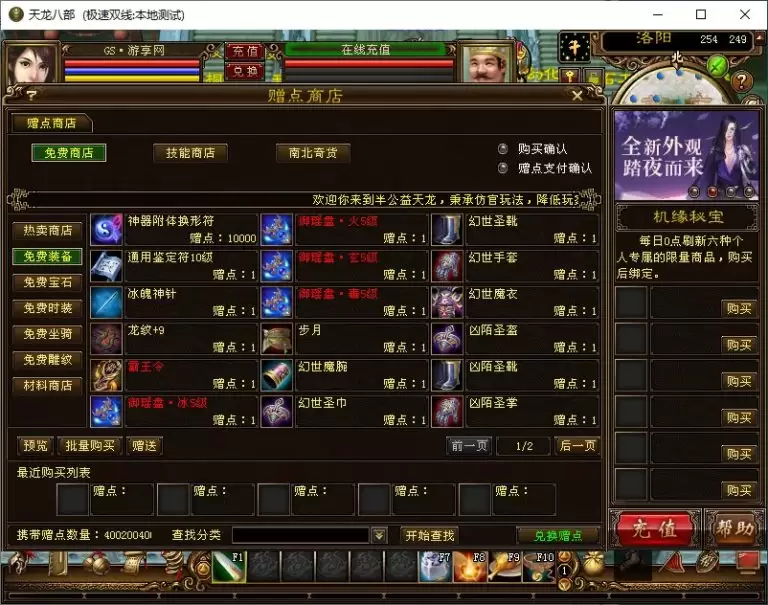 天龙八部 (极速双线:本地测试)
GS·游享网
充值
兑换
在线充值
洛阳
254 249
北
?
赠点商店
赠点商店
免费商店
技能商店
南北奇货
购买确认
赠点支付确认
欢迎你来到半公益天龙，秉承仿官玩法，降低玩
热卖商店
免费装备
免费宝石
免费时装
免费坐骑
免费雕纹
材料商店
神器附体换形符
赠点：10000
御瑶盘·火5级
赠点：1
幻世圣靴
赠点：1
通用鉴定符10级
赠点：1
御瑶盘·玄5级
赠点：1
幻世手套
赠点：1
冰魄神针
赠点：1
御瑶盘·毒5级
赠点：1
幻世魔衣
赠点：1
龙纹+9
赠点：1
步月
赠点：1
凶陌圣盔
赠点：1
霸王令
赠点：1
幻世魔腕
赠点：1
凶陌圣靴
赠点：1
御瑶盘·冰5级
赠点：1
幻世圣巾
赠点：1
凶陌圣掌
赠点：1
预览
批量购买
赠送
前一页
1/2
后一页
最近购买列表
赠点：
赠点：
赠点：
赠点：
赠点：
携带赠点数量：40020040
查找分类
开始查找
兑换赠点
全新外观
踏夜而来
机缘秘宝
每日0点刷新六种个
人专属的限量商品，购买
后绑定。
购买
购买
购买
购买
购买
购买
充值
帮助
F1
F7
F8
F9
F10
1